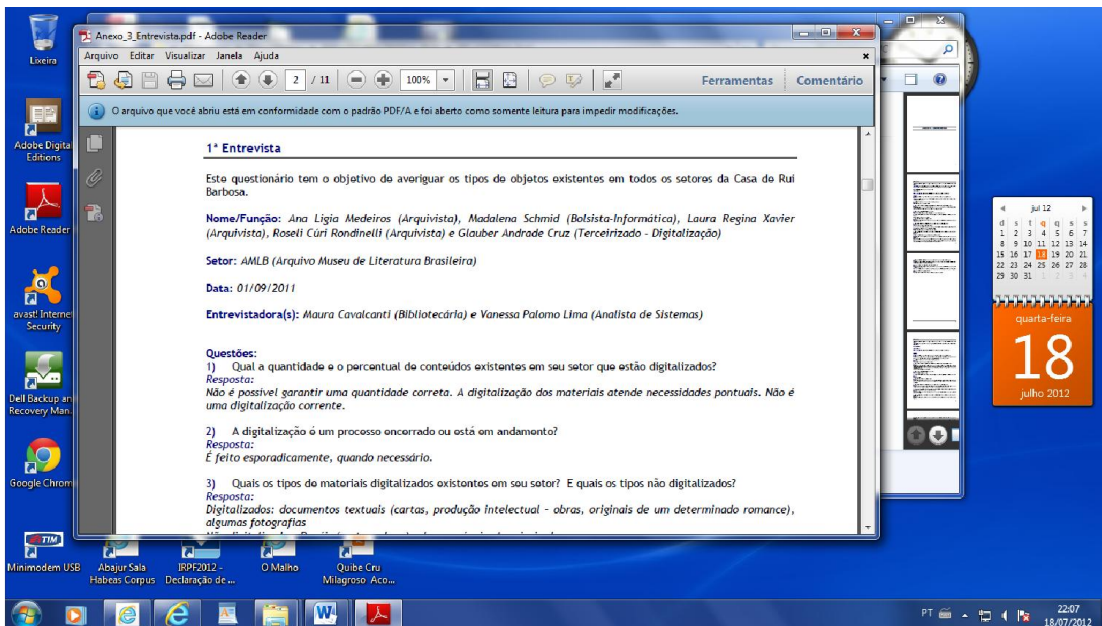 Lixeira
Adobe Digital
Editions
Adobe Reader
avast! Internet
Security
Dell Backup an
Recovery Man.
Google Chrom
Minimodem USB
Abajur Sala
Habeas Corpus
IRPF2012 -
Declaração de ...
O Malho
Quibe Cru
Milagroso Aco...
Anexo_3_Entrevista.pdf - Adobe Reader
Arquivo Editar Visualizar Janela Ajuda
2 / 11 100% Ferramentas Comentário
O arquivo que você abriu está em conformidade com o padrão PDF/A e foi aberto como somente leitura para impedir modificações.
1ª Entrevista
Este questionário tem o objetivo de averiguar os tipos de objetos existentes em todos os setores da Casa de Rui
Barbosa.
Nome/Função: Ana Ligia Medeiros (Arquivista), Madalena Schmid (Bolsista-Informática), Laura Regina Xavier
(Arquivista), Roseli Cúri Rondinelli (Arquivista) e Glauber Andrade Cruz (Terceirizado - Digitalização)
Setor: AMLB (Arquivo Museu de Literatura Brasileira)
Data: 01/09/2011
Entrevistadora(s): Maura Cavalcanti (Bibliotecária) e Vanessa Palomo Lima (Analista de Sistemas)
Questões:
1) Qual a quantidade e o percentual de conteúdos existentes em seu setor que estão digitalizados?
Resposta:
Não é possível garantir uma quantidade correta. A digitalização dos materiais atende necessidades pontuais. Não é
uma digitalização corrente.
2) A digitalização é um processo encerrado ou está em andamento?
Resposta:
É feito esporadicamente, quando necessário.
3) Quais os tipos de materiais digitalizados existentes em seu setor? E quais os tipos não digitalizados?
Resposta:
Digitalizados: documentos textuais (cartas, produção intelectual - obras, originais de um determinado romance),
algumas fotografias
jul 12
d s t q q s s
1 2 3 4 5 6 7
8 9 10 11 12 13 14
15 16 17 18 19 20 21
22 23 24 25 26 27 28
29 30 31 1 2 3 4
quarta-feira
18
julho 2012
TIM
PT
22:07
18/07/2012